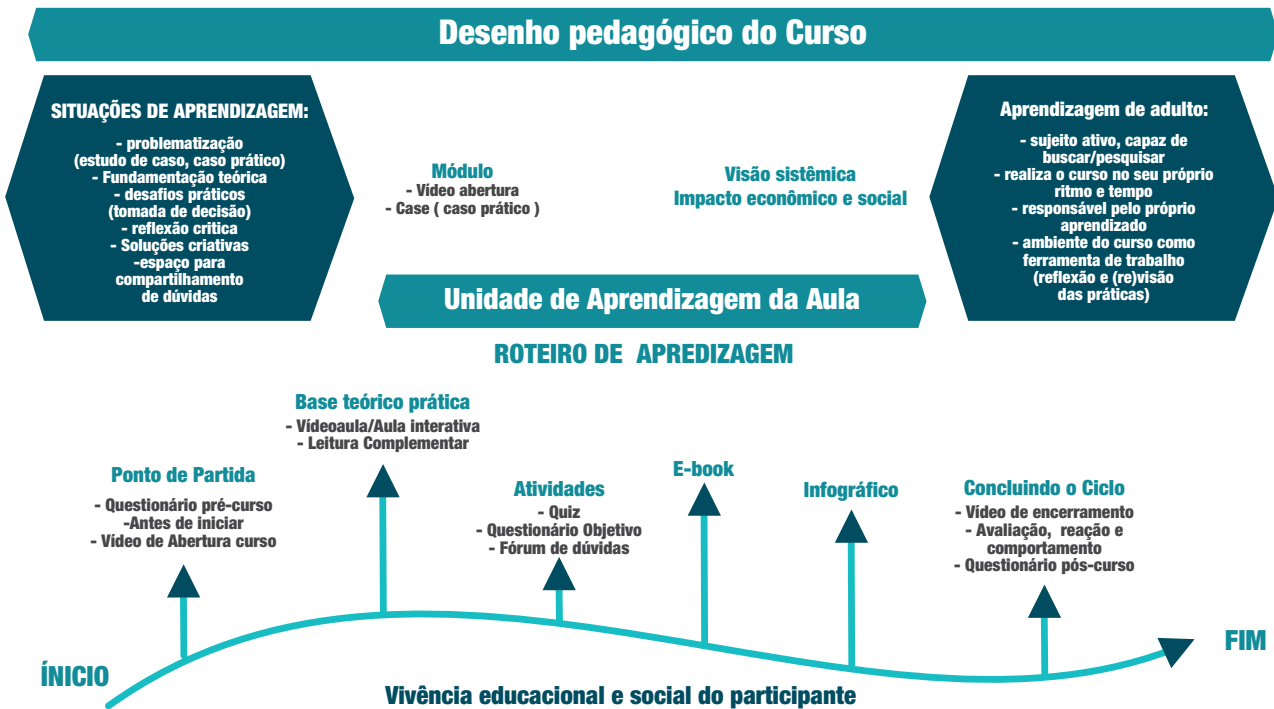 Desenho pedagógico do Curso
SITUAÇÕES DE APRENDIZAGEM:
- problematização
(estudo de caso, caso prático)
- Fundamentação teórica
- desafios práticos
(tomada de decisão)
- reflexão critica
- Soluções criativas
-espaço para
compartilhamento
de dúvidas
Módulo
- Vídeo abertura
- Case ( caso prático )
Visão sistêmica
Impacto econômico e social
Aprendizagem de adulto:
- sujeito ativo, capaz de
buscar/pesquisar
- realiza o curso no seu próprio
ritmo e tempo
- responsável pelo próprio
aprendizado
- ambiente do curso como
ferramenta de trabalho
(reflexão e (re)visão
das práticas)
Unidade de Aprendizagem da Aula
ROTEIRO DE APREDIZAGEM
Ponto de Partida
- Questionário pré-curso
-Antes de iniciar
- Vídeo de Abertura curso
Base teórico prática
- Vídeoaula/Aula interativa
- Leitura Complementar
Atividades
- Quiz
- Questionário Objetivo
- Fórum de dúvidas
E-book
Infográfico
Concluindo o Ciclo
- Vídeo de encerramento
- Avaliação, reação e
comportamento
- Questionário pós-curso
ÍNICIO
FIM
Vivência educacional e social do participante